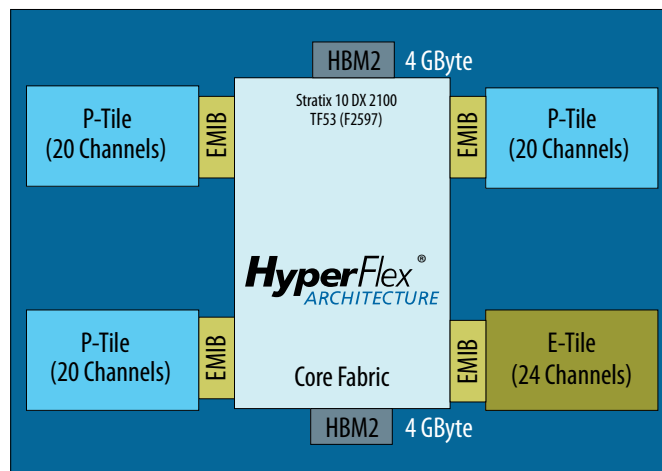 HBM2 4 GByte
Stratix 10 DX 2100
TF53 (F2597)
P-Tile
(20 Channels)
EMIB
EMIB
P-Tile
(20 Channels)
HyperFlex®
ARCHITECTURE
P-Tile
(20 Channels)
EMIB
Core Fabric
EMIB
E-Tile
(24 Channels)
HBM2 4 GByte